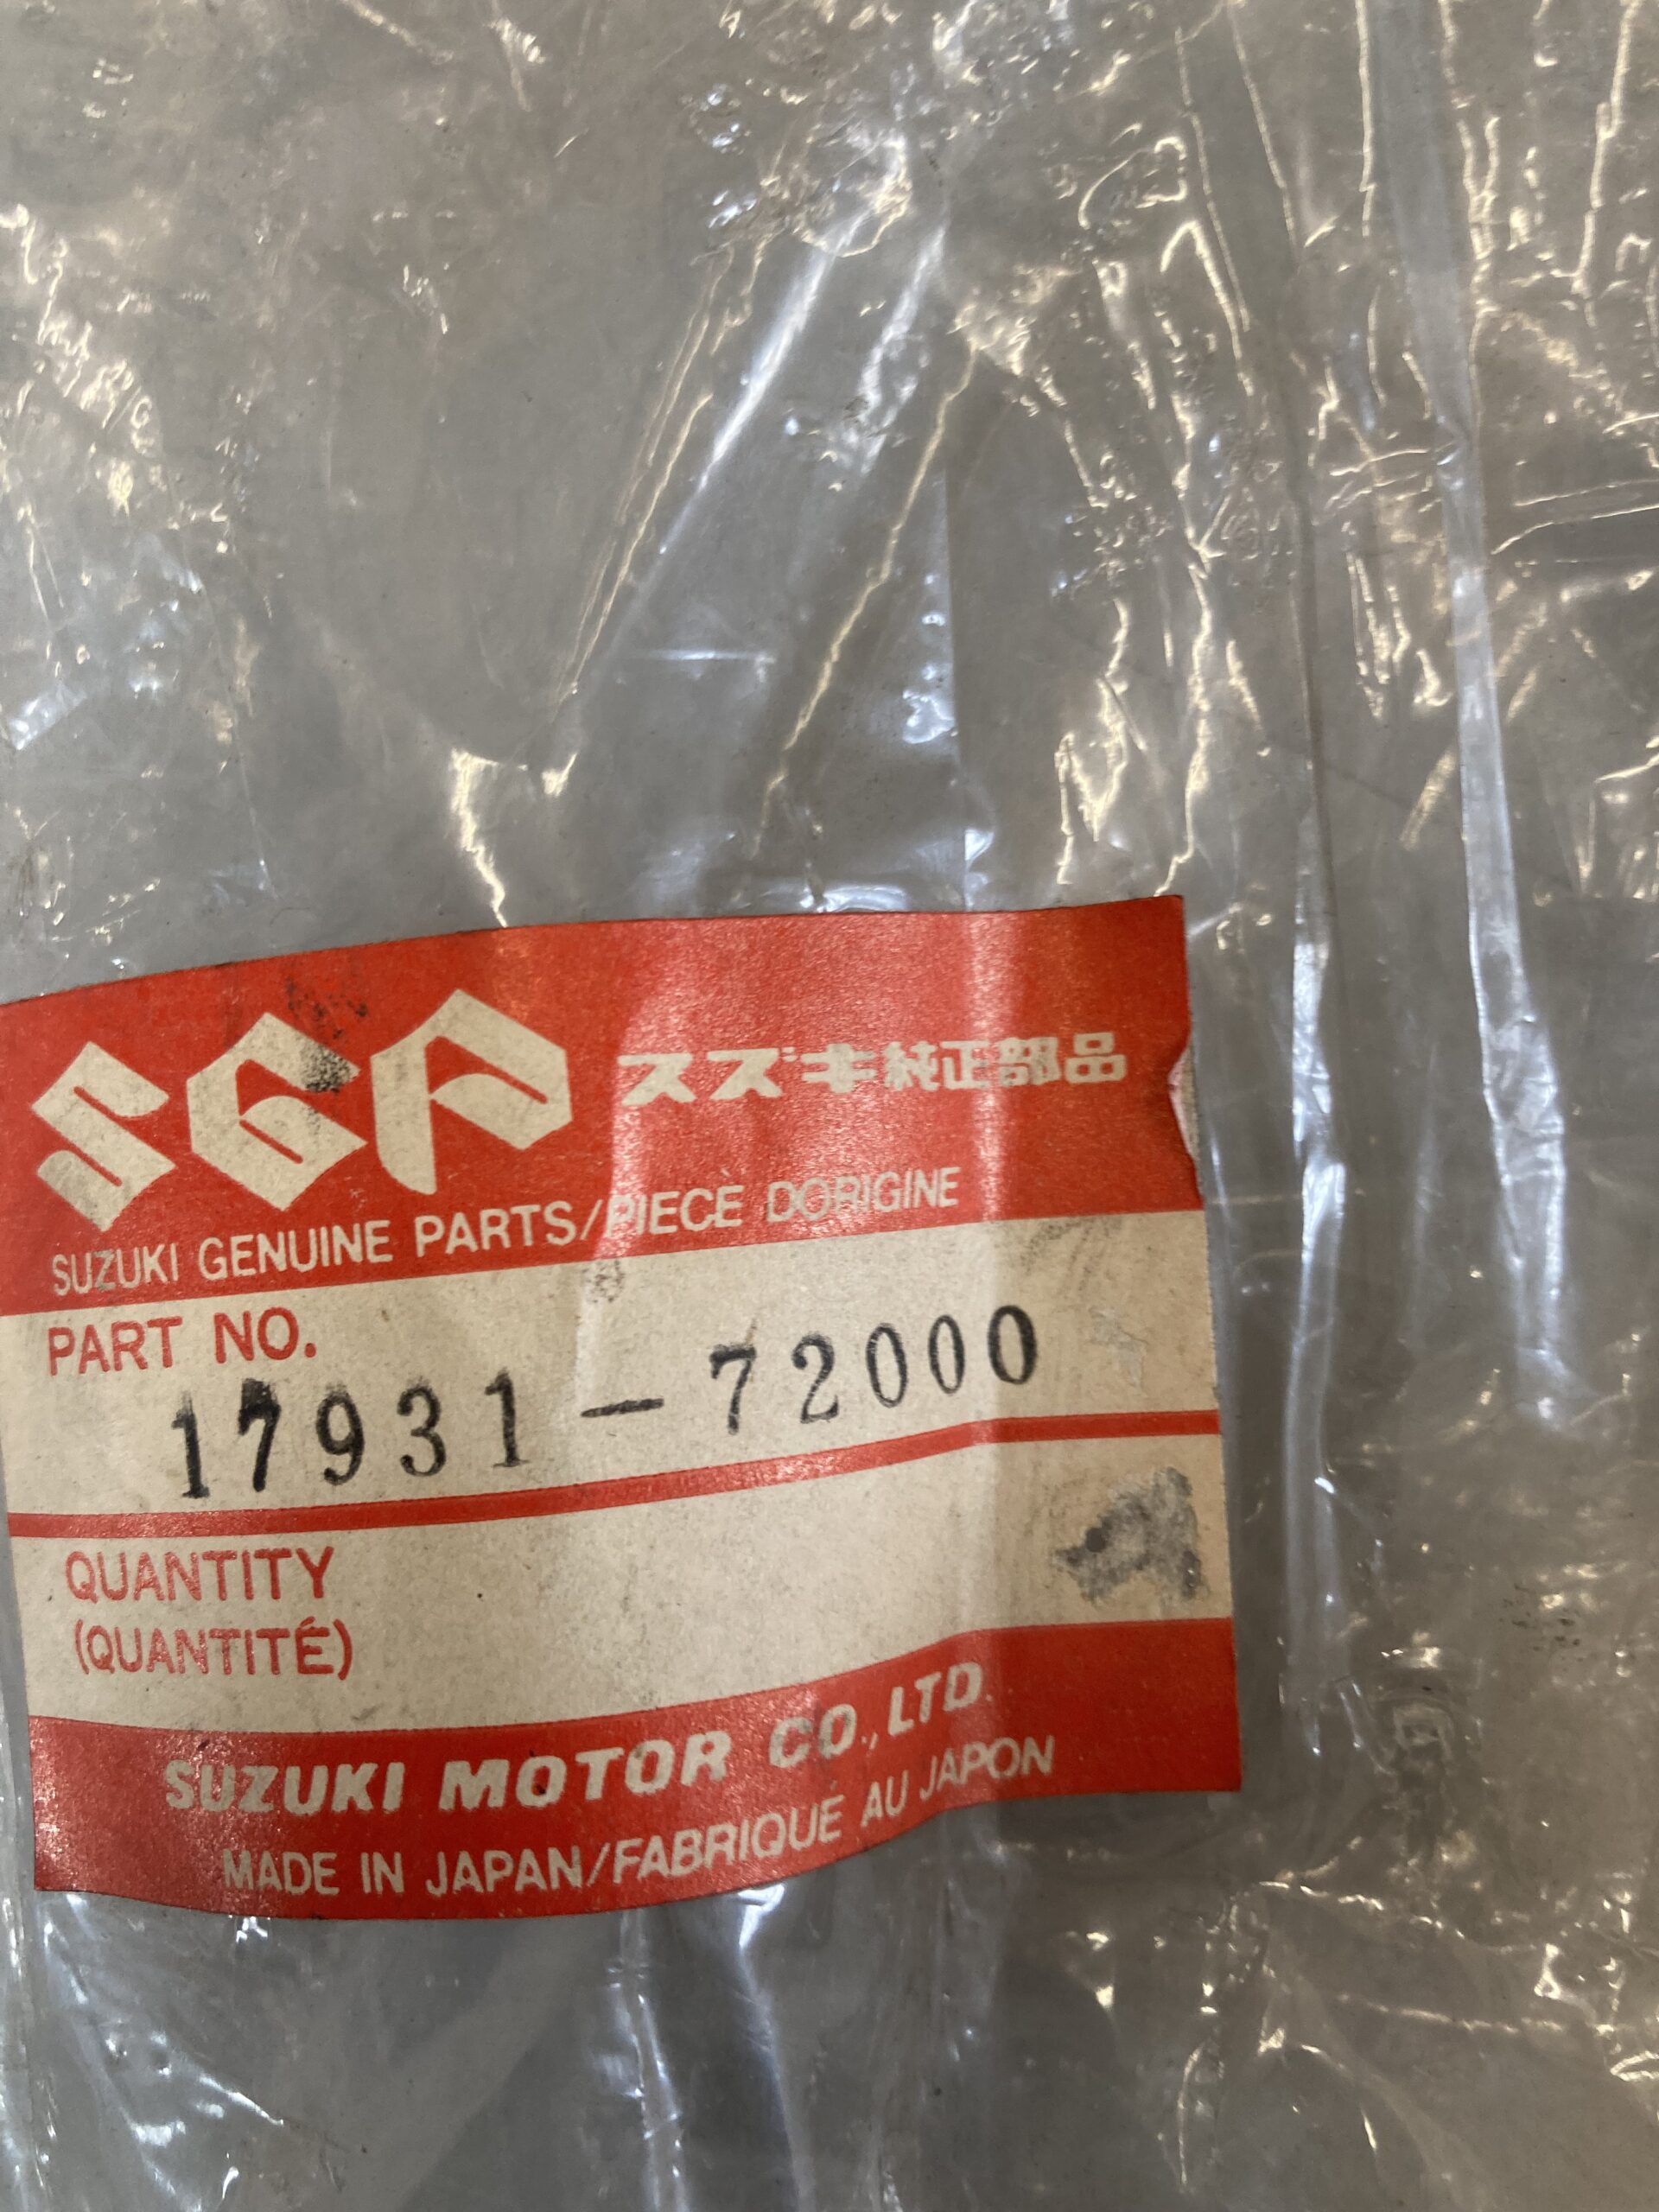 SGP スズキ純正部品
SUZUKI GENUINE PARTS/PIECE DORIGINE
PART NO.
17931-72000
QUANTITY
(QUANTITÉ)
SUZUKI MOTOR CO.,LTD.
MADE IN JAPAN/FABRIQUÉ AU JAPON